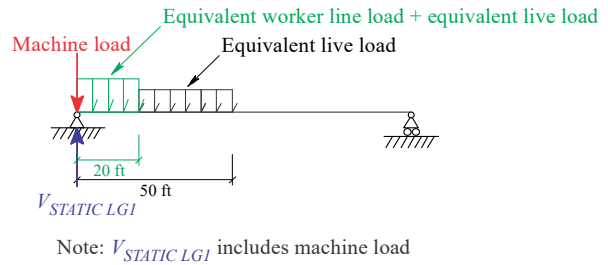 Equivalent worker line load + equivalent live load
Machine load
Equivalent live load
20 ft
50 ft
V_STATIC LG1
Note: V_STATIC LG1 includes machine load